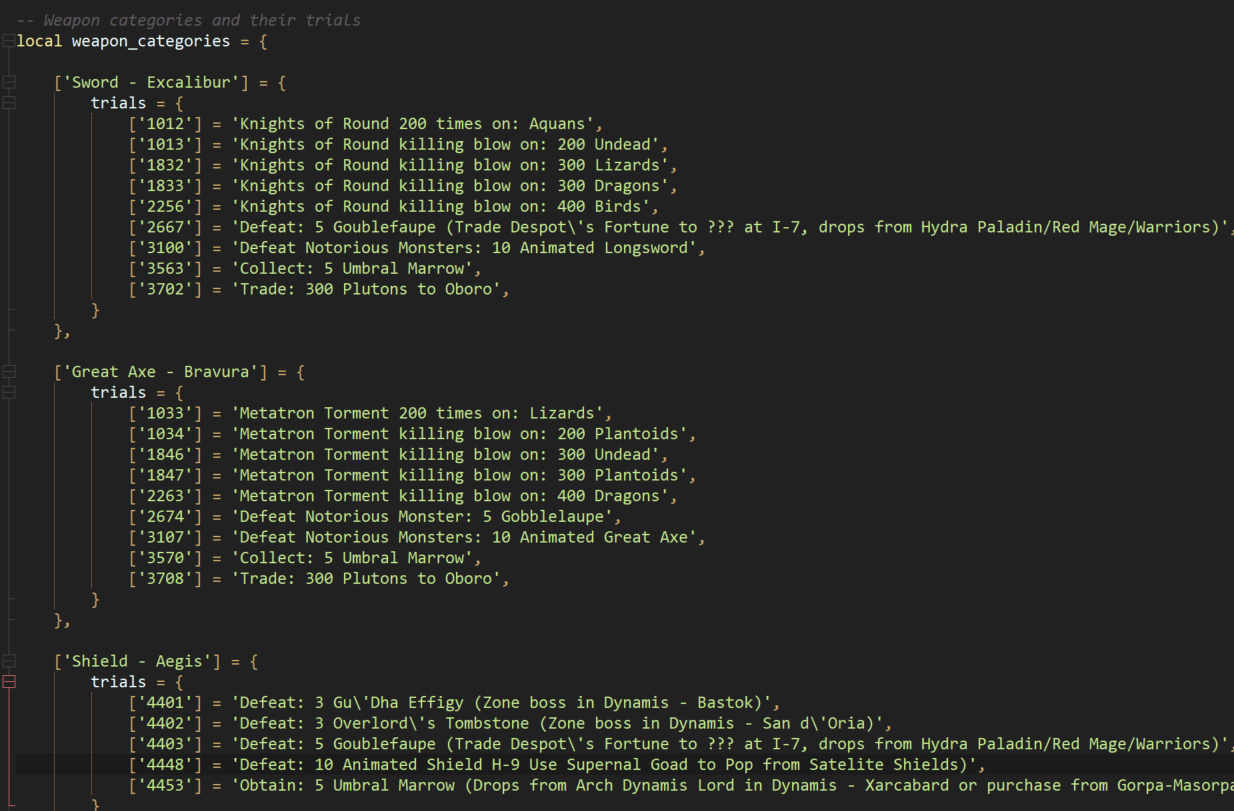 -- Weapon categories and their trials
local weapon_categories = {
['Sword - Excalibur'] = {
trials = {
['1012'] = 'Knights of Round 200 times on: Aquans',
['1013'] = 'Knights of Round killing blow on: 200 Undead',
['1832'] = 'Knights of Round killing blow on: 300 Lizards',
['1833'] = 'Knights of Round killing blow on: 300 Dragons',
['2256'] = 'Knights of Round killing blow on: 400 Birds',
['2667'] = 'Defeat: 5 Goublefaupe (Trade Despot\'s Fortune to ??? at I-7, drops from Hydra Paladin/Red Mage/Warriors)',
['3100'] = 'Defeat Notorious Monsters: 10 Animated Longsword',
['3563'] = 'Collect: 5 Umbral Marrow',
['3702'] = 'Trade: 300 Plutons to Oboro',
}
},
['Great Axe - Bravura'] = {
trials = {
['1033'] = 'Metatron Torment 200 times on: Lizards',
['1034'] = 'Metatron Torment killing blow on: 200 Plantoids',
['1846'] = 'Metatron Torment killing blow on: 300 Undead',
['1847'] = 'Metatron Torment killing blow on: 300 Plantoids',
['2263'] = 'Metatron Torment killing blow on: 400 Dragons',
['2674'] = 'Defeat Notorious Monster: 5 Gobblelaupe',
['3107'] = 'Defeat Notorious Monsters: 10 Animated Great Axe',
['3570'] = 'Collect: 5 Umbral Marrow',
['3708'] = 'Trade: 300 Plutons to Oboro',
}
},
['Shield - Aegis'] = {
trials = {
['4401'] = 'Defeat: 3 Gu\'Dha Effigy (Zone boss in Dynamis - Bastok)',
['4402'] = 'Defeat: 3 Overlord\'s Tombstone (Zone boss in Dynamis - San d\'Oria)',
['4403'] = 'Defeat: 5 Goublefaupe (Trade Despot\'s Fortune to ??? at I-7, drops from Hydra Paladin/Red Mage/Warriors)',
['4448'] = 'Defeat: 10 Animated Shield H-9 Use Supernal Goad to Pop from Satelite Shields)',
['4453'] = 'Obtain: 5 Umbral Marrow (Drops from Arch Dynamis Lord in Dynamis - Xarcabard or purchase from Gorpa-Masorpa
}